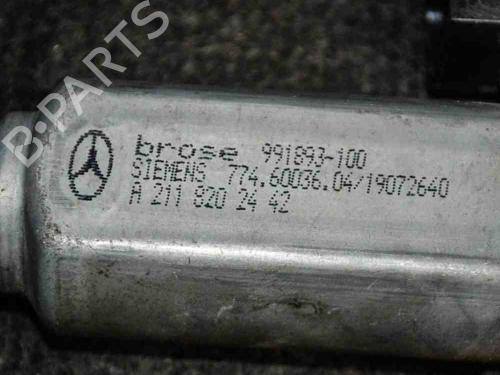 B-PARTS
brose 991893-100
SIEMENS 774.60036.04/19072640
A 211 820 24 42